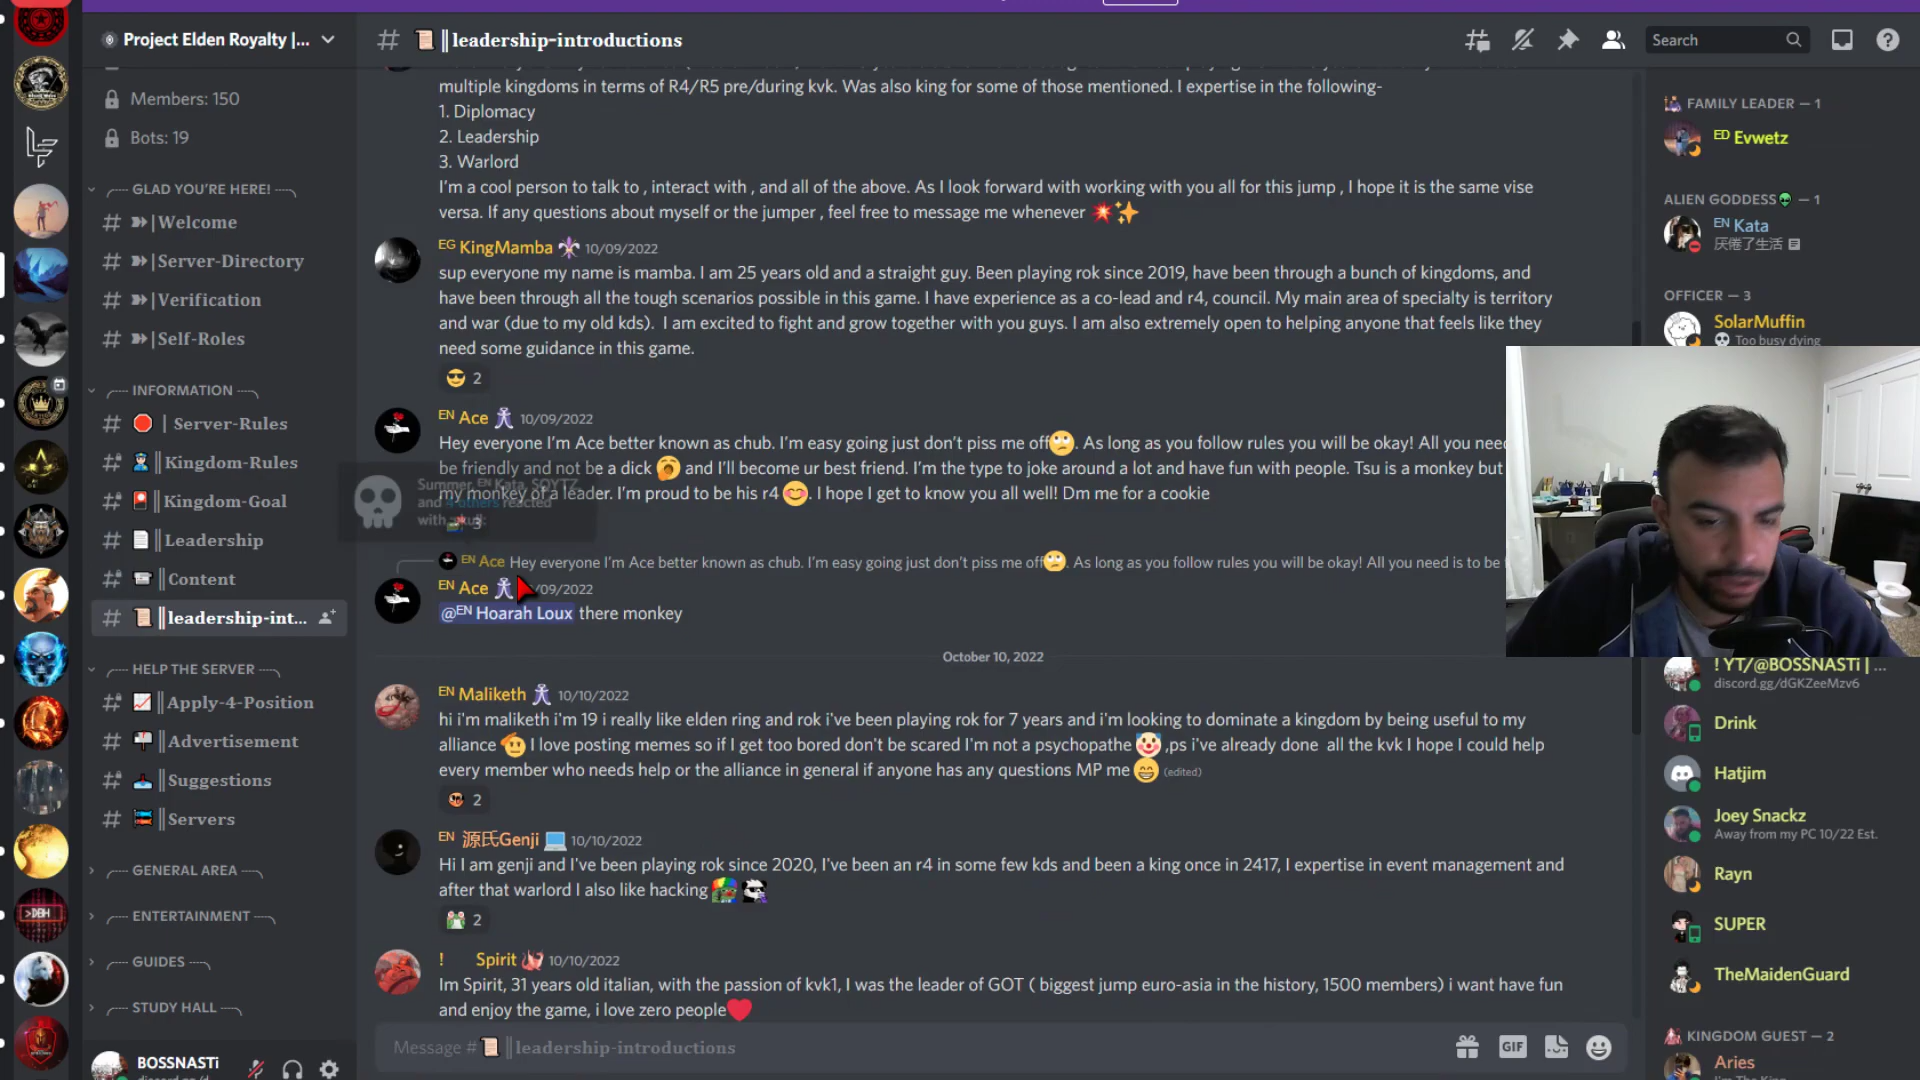 Project Elden Royalty |...
Members: 150
Bots: 19
GLAD YOU'RE HERE!
|Welcome
|Server-Directory
|Verification
|Self-Roles
INFORMATION
| Server-Rules
Kingdom-Rules
Kingdom-Goal
Leadership
Content
leadership-int...
HELP THE SERVER
Apply-4-Position
Advertisement
Suggestions
Servers
GENERAL AREA
ENTERTAINMENT
GUIDES
STUDY HALL
BOSSNASTi
>DBH
leadership-introductions
Search
multiple kingdoms in terms of R4/R5 pre/during kvk. Was also king for some of those mentioned. I expertise in the following-
1. Diplomacy
2. Leadership
3. Warlord
I'm a cool person to talk to , interact with , and all of the above. As I look forward with working with you all for this jump , I hope it is the same vise
versa. If any questions about myself or the jumper , feel free to message me whenever 💥✨
EG KingMamba 10/09/2022
sup everyone my name is mamba. I am 25 years old and a straight guy. Been playing rok since 2019, have been through a bunch of kingdoms, and
have been through all the tough scenarios possible in this game. I have experience as a co-lead and r4, council. My main area of specialty is territory
and war (due to my old kds). I am excited to fight and grow together with you guys. I am also extremely open to helping anyone that feels like they
need some guidance in this game.
😎 2
EN Ace 10/09/2022
Hey everyone I'm Ace better known as chub. I'm easy going just don't piss me off🙄. As long as you follow rules you will be okay! All you need
be friendly and not be a dick 🥱 and I'll become ur best friend. I'm the type to joke around a lot and have fun with people. Tsu is a monkey but
my monkey of a leader. I'm proud to be his r4 😊. I hope I get to know you all well! Dm me for a cookie
3
Summer, EN Kata, SOYTZ
and 4 others reacted
with :skull:
EN Ace Hey everyone I'm Ace better known as chub. I'm easy going just don't piss me off🙄. As long as you follow rules you will be okay! All you need is to be
EN Ace /09/2022
@EN Hoarah Loux there monkey
October 10, 2022
EN Maliketh 10/10/2022
hi i'm maliketh i'm 19 i really like elden ring and rok i've been playing rok for 7 years and i'm looking to dominate a kingdom by being useful to my
alliance 🫡 I love posting memes so if I get too bored don't be scared I'm not a psychopathe 🤡 ,ps i've already done all the kvk I hope I could help
every member who needs help or the alliance in general if anyone has any questions MP me 😁 (edited)
2
EN 源氏Genji 💻 10/10/2022
Hi I am genji and I've been playing rok since 2020, I've been an r4 in some few kds and been a king once in 2417, I expertise in event management and
after that warlord I also like hacking
2
! Spirit 10/10/2022
Im Spirit, 31 years old italian, with the passion of kvk1, I was the leader of GOT ( biggest jump euro-asia in the history, 1500 members) i want have fun
and enjoy the game, i love zero people❤️
Message # leadership-introductions
GIF
FAMILY LEADER — 1
ED Evwetz
ALIEN GODDESS👽 — 1
EN Kata
厌倦了生活
OFFICER — 3
SolarMuffin
Too busy dying
! YT/@BOSSNASTi | ...
discord.gg/dGKZeeMzv6
Drink
Hatjim
Joey Snackz
Away from my PC 10/22 Est.
Rayn
SUPER
TheMaidenGuard
KINGDOM GUEST — 2
Aries